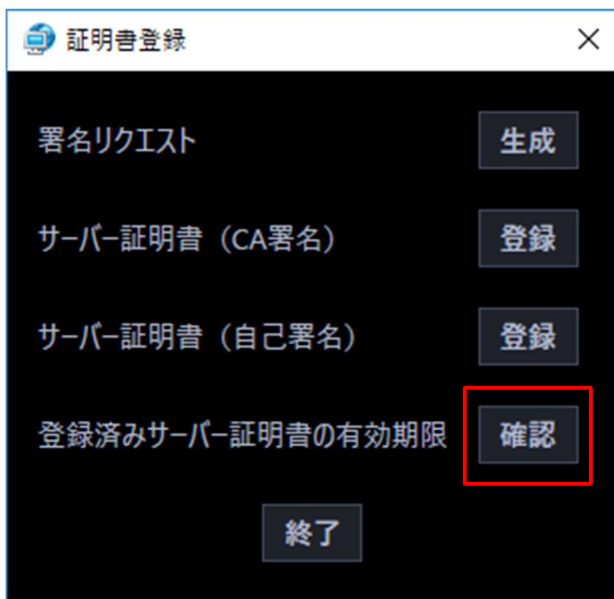 証明書登録
署名リクエスト 生成
サーバー証明書（CA署名） 登録
サーバー証明書（自己署名） 登録
登録済みサーバー証明書の有効期限 確認
終了